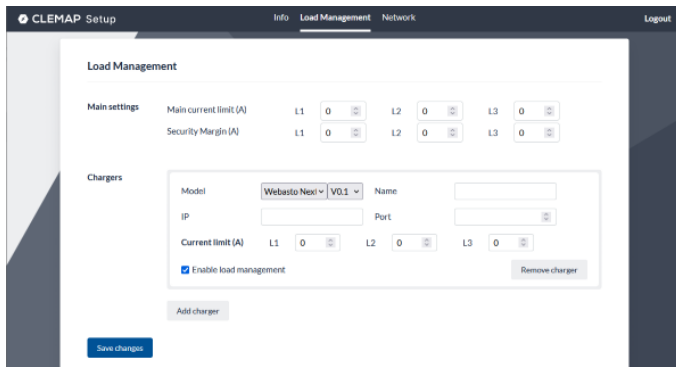 CLEMAP Setup Info Load Management Network Logout
Load Management
Main settings Main current limit (A) L1 0 L2 0 L3 0
Security Margin (A) L1 0 L2 0 L3 0
Chargers
Model Webasto Nex V0.1 Name
IP Port
Current limit (A) L1 0 L2 0 L3 0
Enable load management Remove charger
Add charger
Save changes